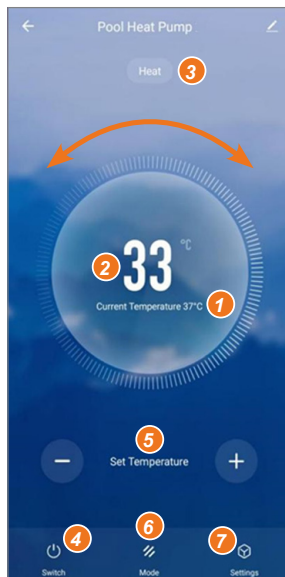 Pool Heat Pump
Heat
3
°C
2
33
Current Temperature 37°C
1
5
− Set Temperature +
4
6
7
Switch
Mode
Settings